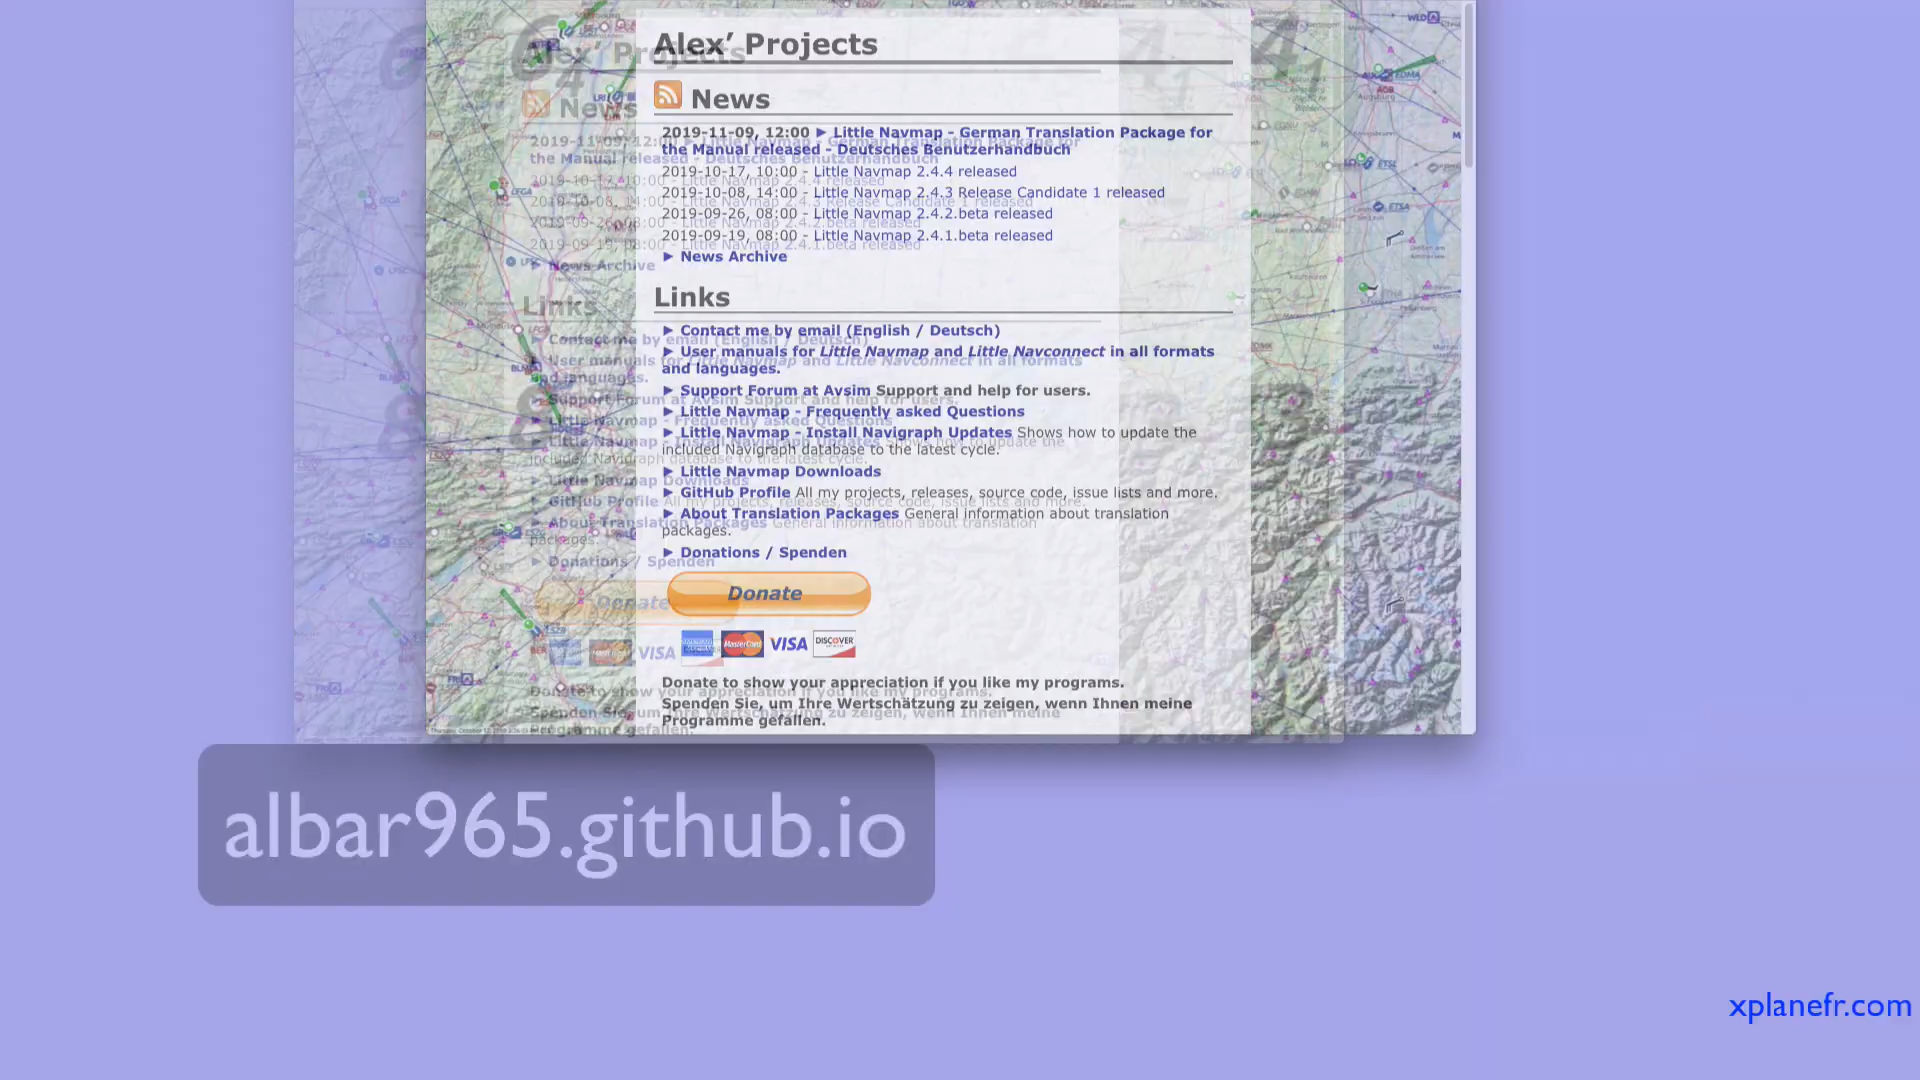 Alex’ Projects
News
2019-11-09, 12:00 ► Little Navmap - German Translation Package for
the Manual released - Deutsches Benutzerhandbuch
2019-10-17, 10:00 - Little Navmap 2.4.4 released
2019-10-08, 14:00 - Little Navmap 2.4.3 Release Candidate 1 released
2019-09-26, 08:00 - Little Navmap 2.4.2.beta released
2019-09-19, 08:00 - Little Navmap 2.4.1.beta released
► News Archive
Links
► Contact me by email (English / Deutsch)
► User manuals for Little Navmap and Little Navconnect in all formats
and languages.
► Support Forum at Avsim Support and help for users.
► Little Navmap - Frequently asked Questions
► Little Navmap - Install Navigraph Updates Shows how to update the
included Navigraph database to the latest cycle.
► Little Navmap Downloads
► GitHub Profile All my projects, releases, source code, issue lists and more.
► About Translation Packages General information about translation
packages.
► Donations / Spenden
Donate
MasterCard VISA DISCOVER
Donate to show your appreciation if you like my programs.
Spenden Sie, um Ihre Wertschätzung zu zeigen, wenn Ihnen meine
Programme gefallen.
WLD
EDMA
Augsburg
ETSL
ETSA
LFGA
albar965.github.io
xplanefr.com